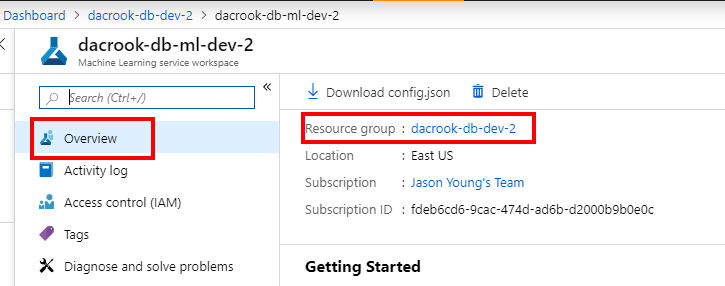 Dashboard > dacrook-db-dev-2 > dacrook-db-ml-dev-2
dacrook-db-ml-dev-2
Machine Learning service workspace
Search (Ctrl+/)
Overview
Activity log
Access control (IAM)
Tags
Diagnose and solve problems
Download config.json Delete
Resource group : dacrook-db-dev-2
Location : East US
Subscription : Jason Young's Team
Subscription ID : fdeb6cd6-9cac-474d-ad6b-d2000b9b0e0c
Getting Started